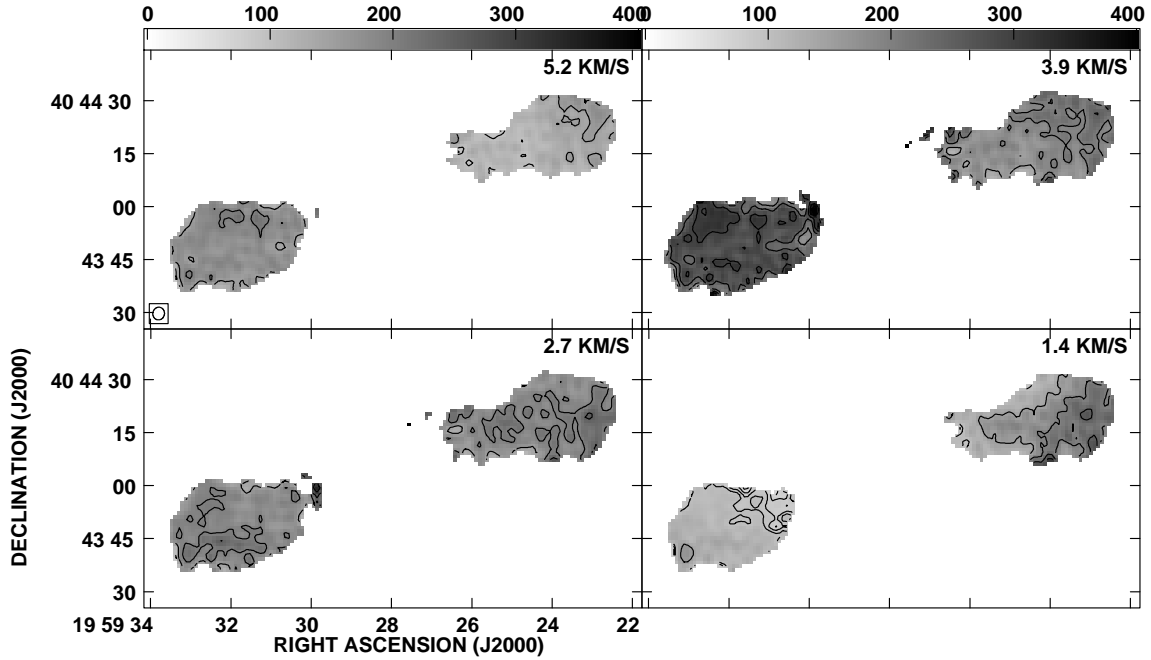 0 100 200 300 400
0 100 200 300 400
5.2 KM/S
3.9 KM/S
40 44 30
15
00
43 45
30
2.7 KM/S
1.4 KM/S
40 44 30
15
00
43 45
30
DECLINATION (J2000)
19 59 34 32 30 28 26 24 22
RIGHT ASCENSION (J2000)